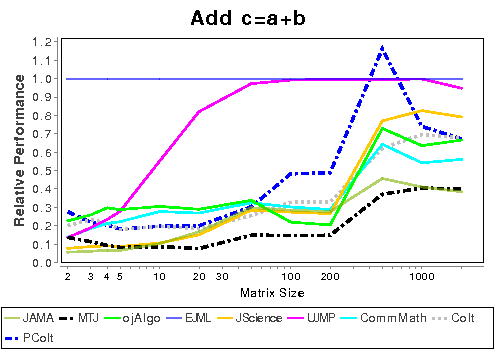 Add c=a+b
1.2
1.1
1.0
0.9
0.8
0.7
0.6
0.5
0.4
0.3
0.2
0.1
0.0
Relative Performance
2 3 4 5 10 20 30 100 200 1000
Matrix Size
JAMA MTJ ojAlgo EJML JScience UJMP CommMath Colt
PColt